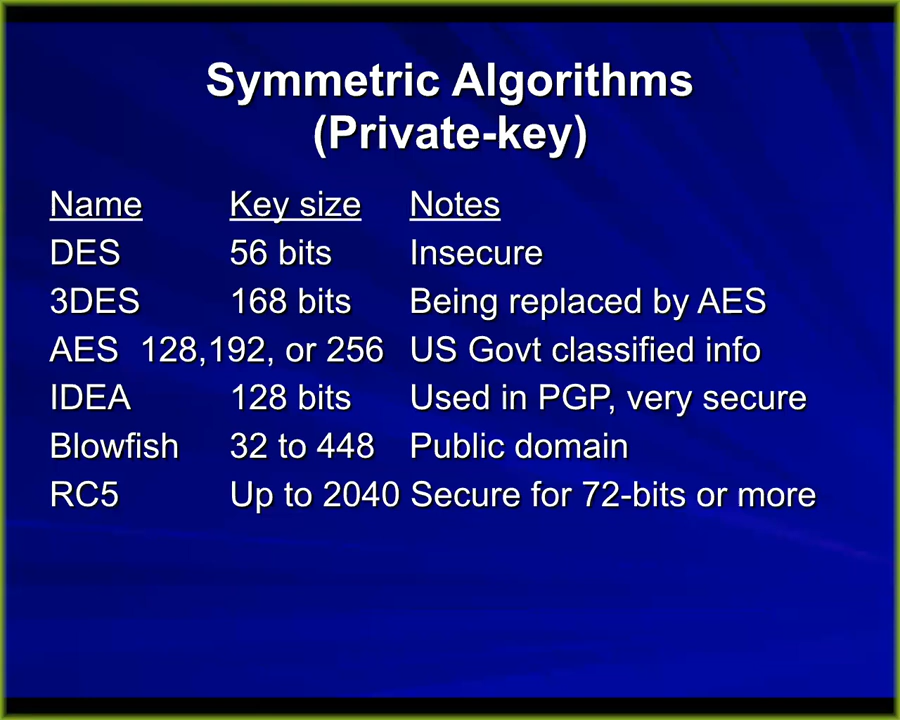 Symmetric Algorithms
(Private-key)
Name Key size Notes
DES 56 bits Insecure
3DES 168 bits Being replaced by AES
AES 128,192, or 256 US Govt classified info
IDEA 128 bits Used in PGP, very secure
Blowfish 32 to 448 Public domain
RC5 Up to 2040 Secure for 72-bits or more